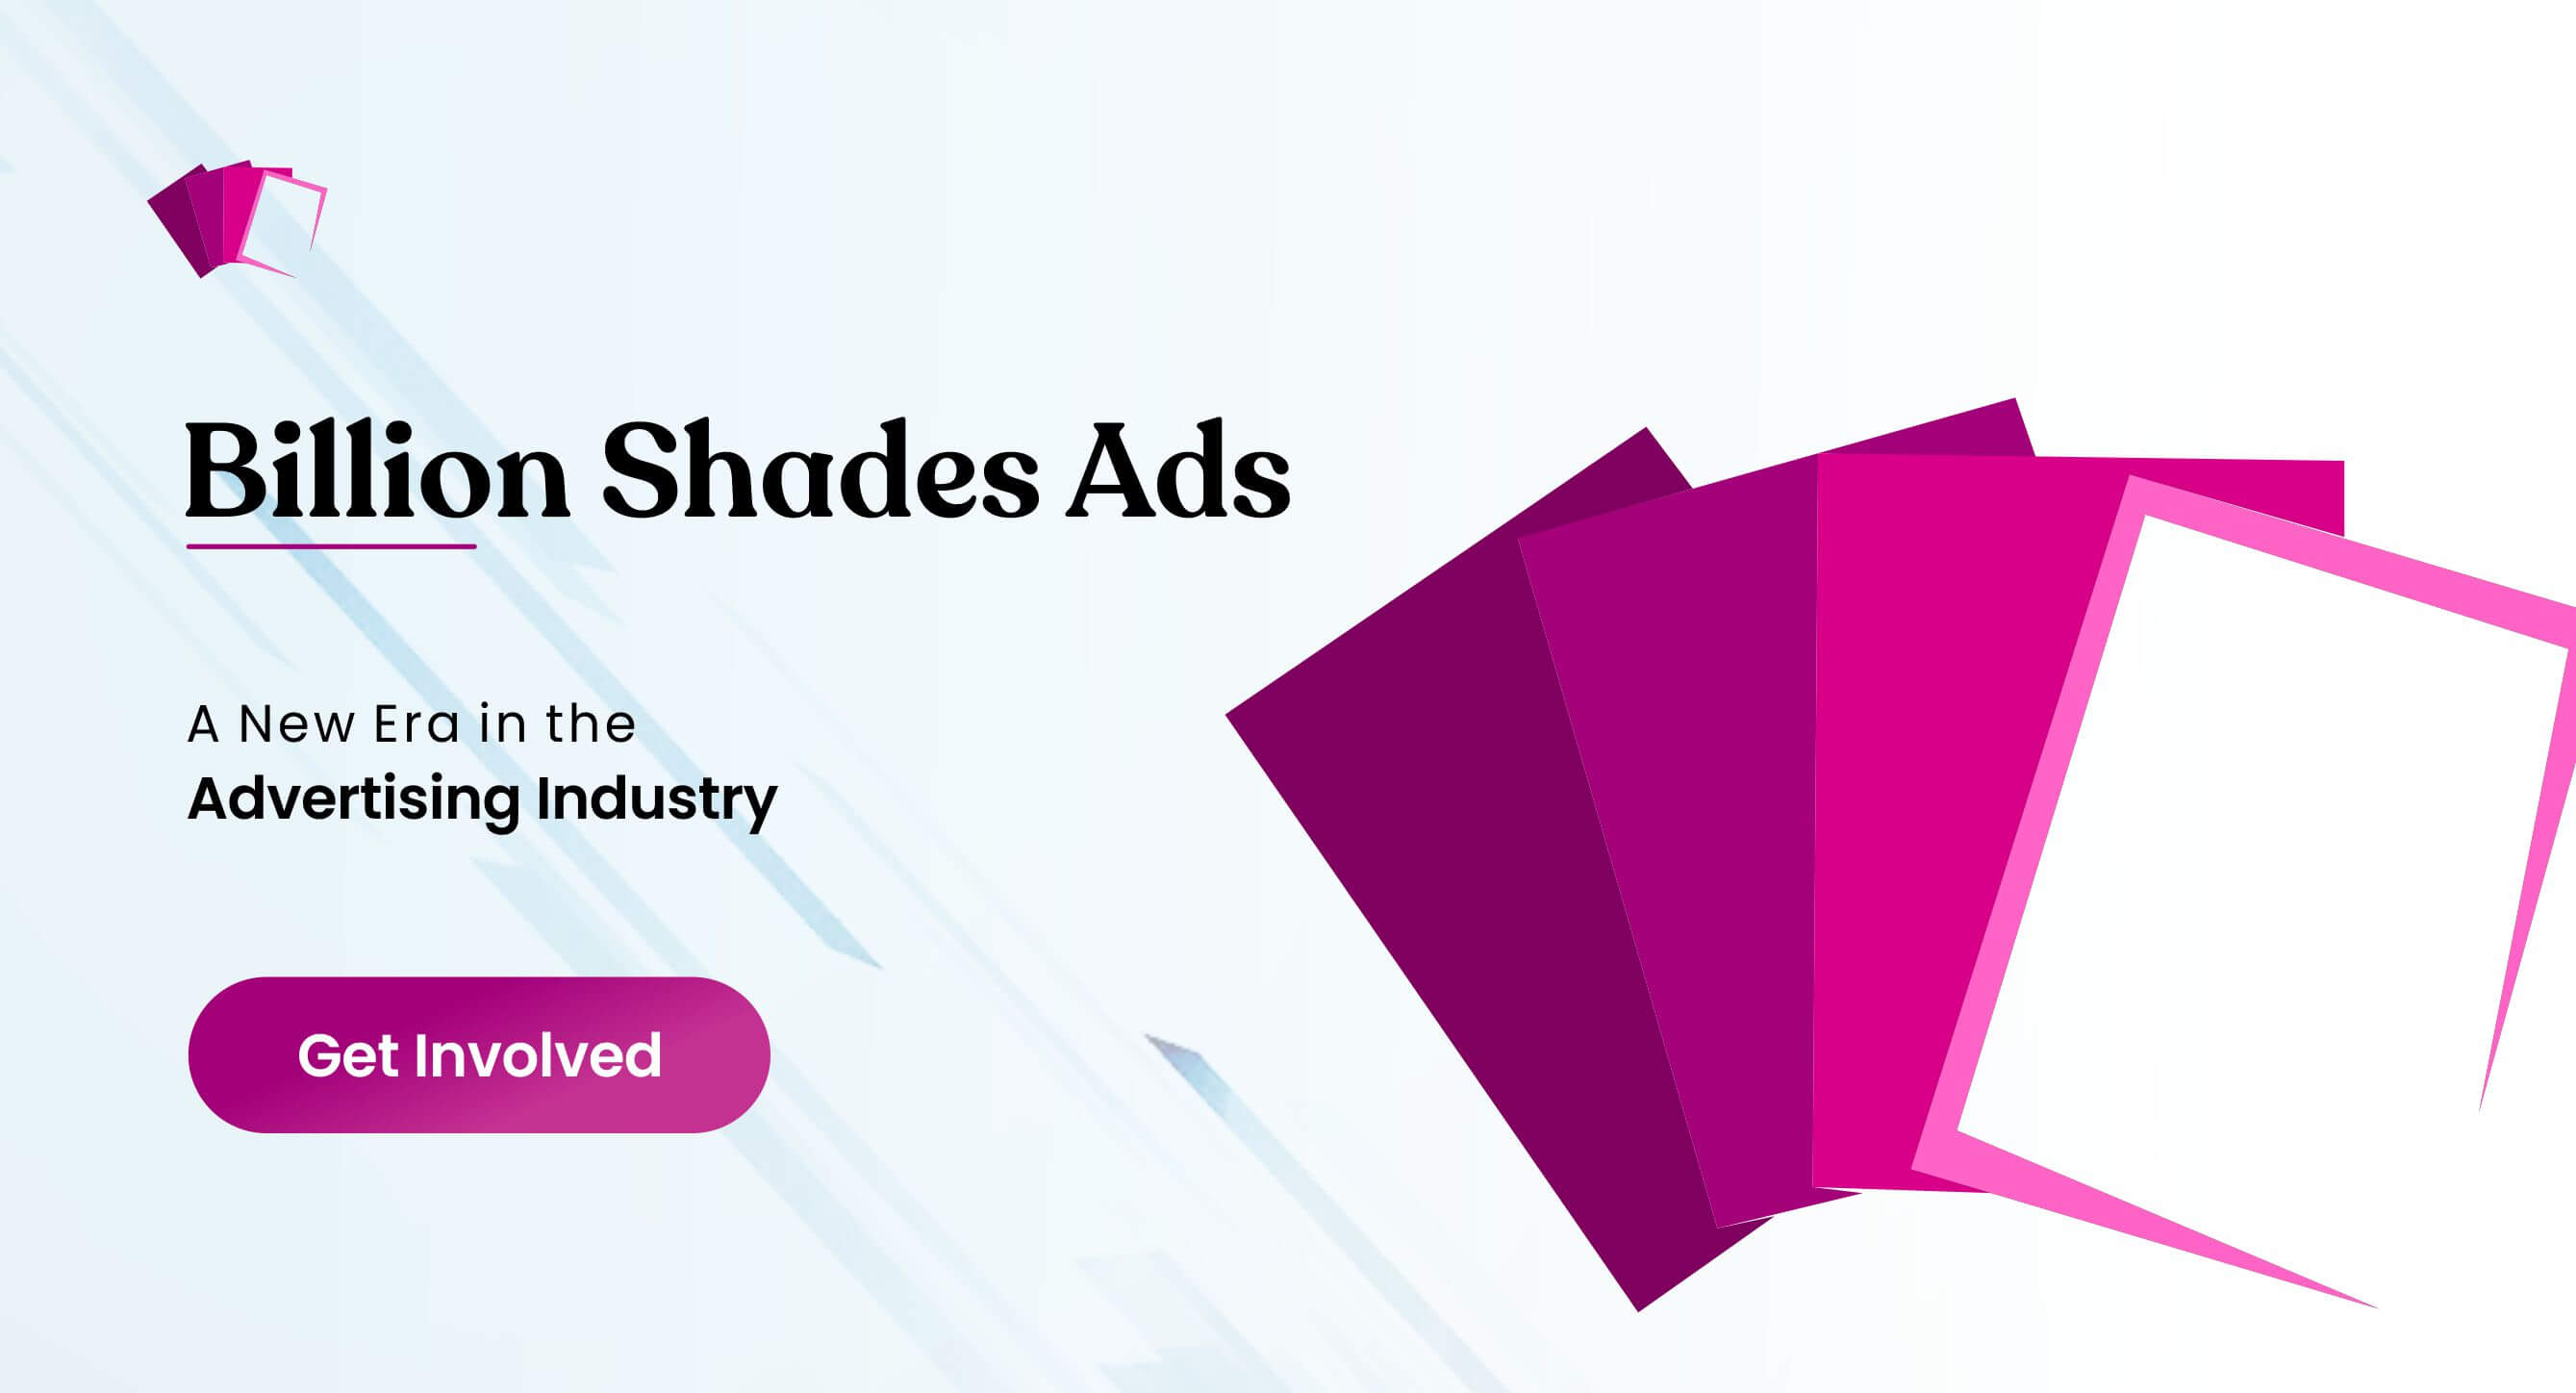 Billion Shades Ads
A New Era in the
Advertising Industry
Get Involved